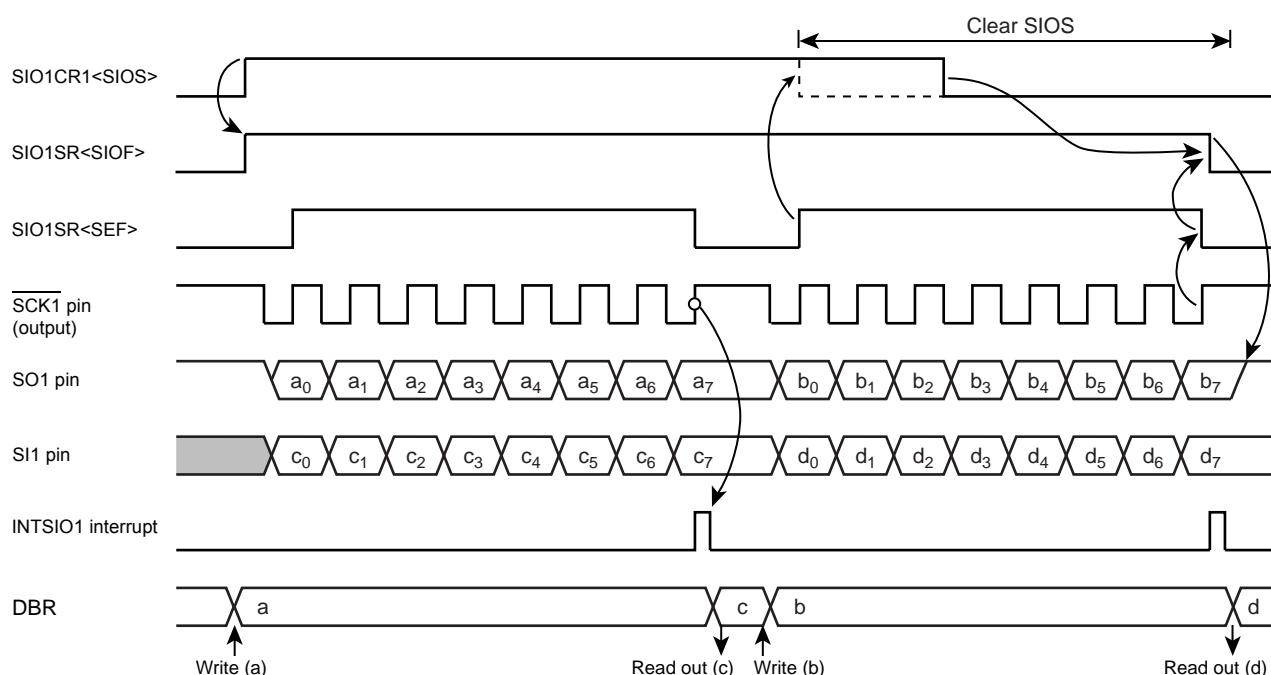 Clear SIOS
SIO1CR1<SIOS>
SIO1SR<SIOF>
SIO1SR<SEF>
SCK1 pin
(output)
SO1 pin
a0 a1 a2 a3 a4 a5 a6 a7 b0 b1 b2 b3 b4 b5 b6 b7
SI1 pin
c0 c1 c2 c3 c4 c5 c6 c7 d0 d1 d2 d3 d4 d5 d6 d7
INTSIO1 interrupt
DBR a c b d
Write (a) Read out (c) Write (b) Read out (d)